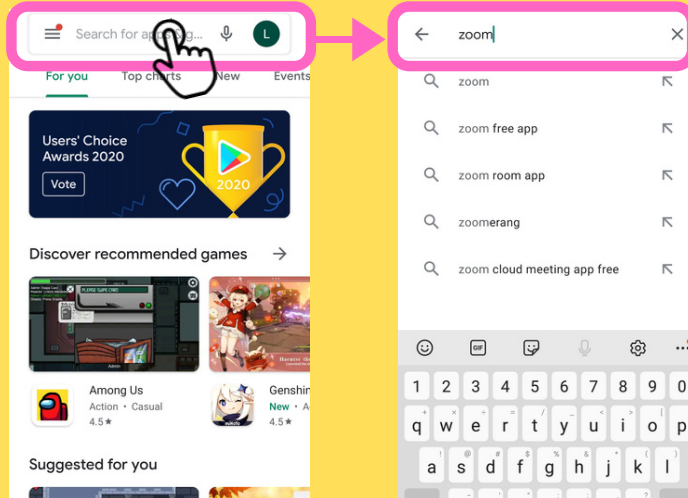 Search for apps & g...
L
For you Top charts New Events
Users' Choice
Awards 2020
Vote
2020
Discover recommended games
PLEASE SWIPE CARD
Admin
Among Us
Action • Casual
4.5★
Genshin
New • A
4.5★
Suggested for you
zoom
zoom
zoom free app
zoom room app
zoomerang
zoom cloud meeting app free
GIF
1 2 3 4 5 6 7 8 9 0
q w e r t y u i o p
a s d f g h j k l